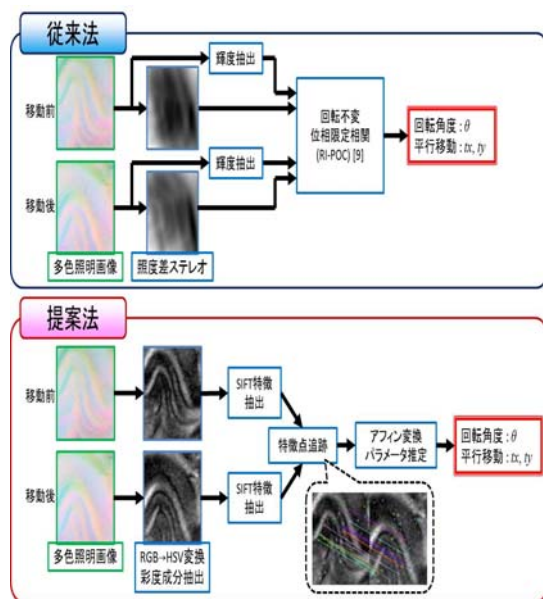 従来法
移動前
輝度抽出
回転不変
位相限定相関
(RI-POC) [9]
回転角度 : θ
平行移動 : tx, ty
移動後
輝度抽出
多色照明画像
照度差ステレオ
提案法
移動前
SIFT特徴
抽出
特徴点追跡
アフィン変換
パラメータ推定
回転角度 : θ
平行移動 : tx, ty
移動後
SIFT特徴
抽出
多色照明画像
RGB→HSV変換
彩度成分抽出